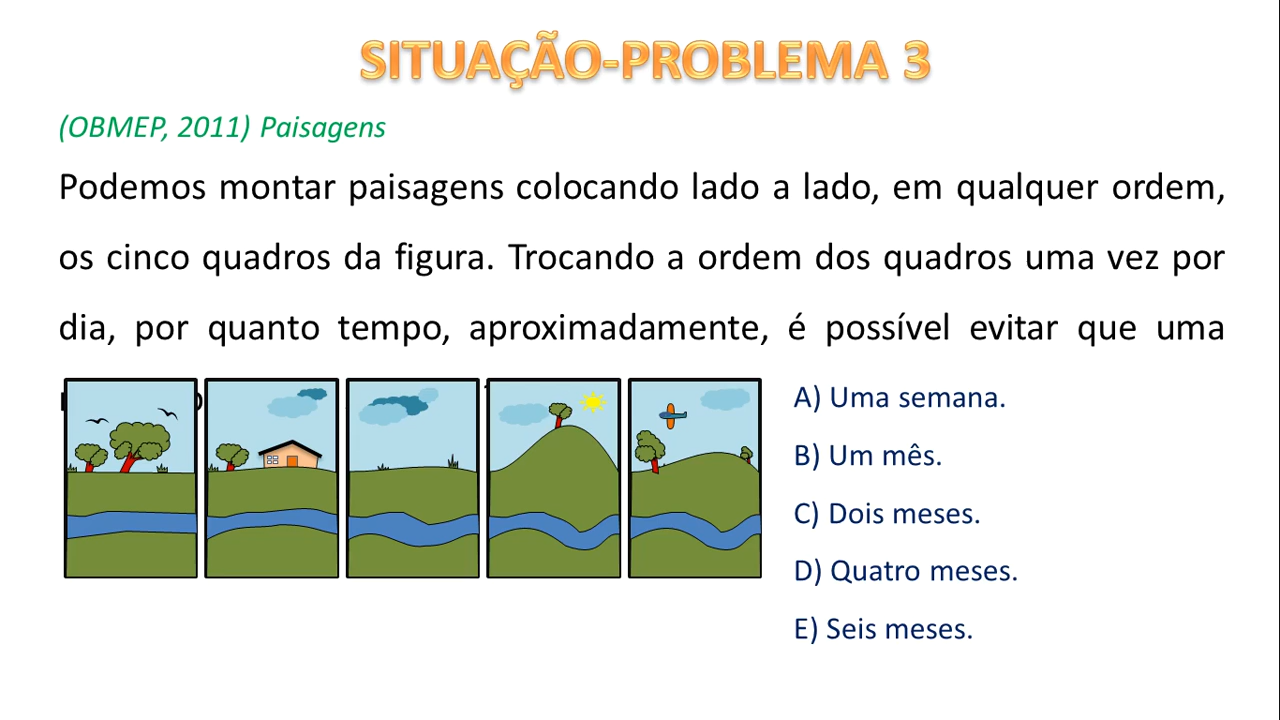 SITUAÇÃO-PROBLEMA 3
(OBMEP, 2011) Paisagens
Podemos montar paisagens colocando lado a lado, em qualquer ordem,
os cinco quadros da figura. Trocando a ordem dos quadros uma vez por
dia, por quanto tempo, aproximadamente, é possível evitar que uma
A) Uma semana.
B) Um mês.
C) Dois meses.
D) Quatro meses.
E) Seis meses.